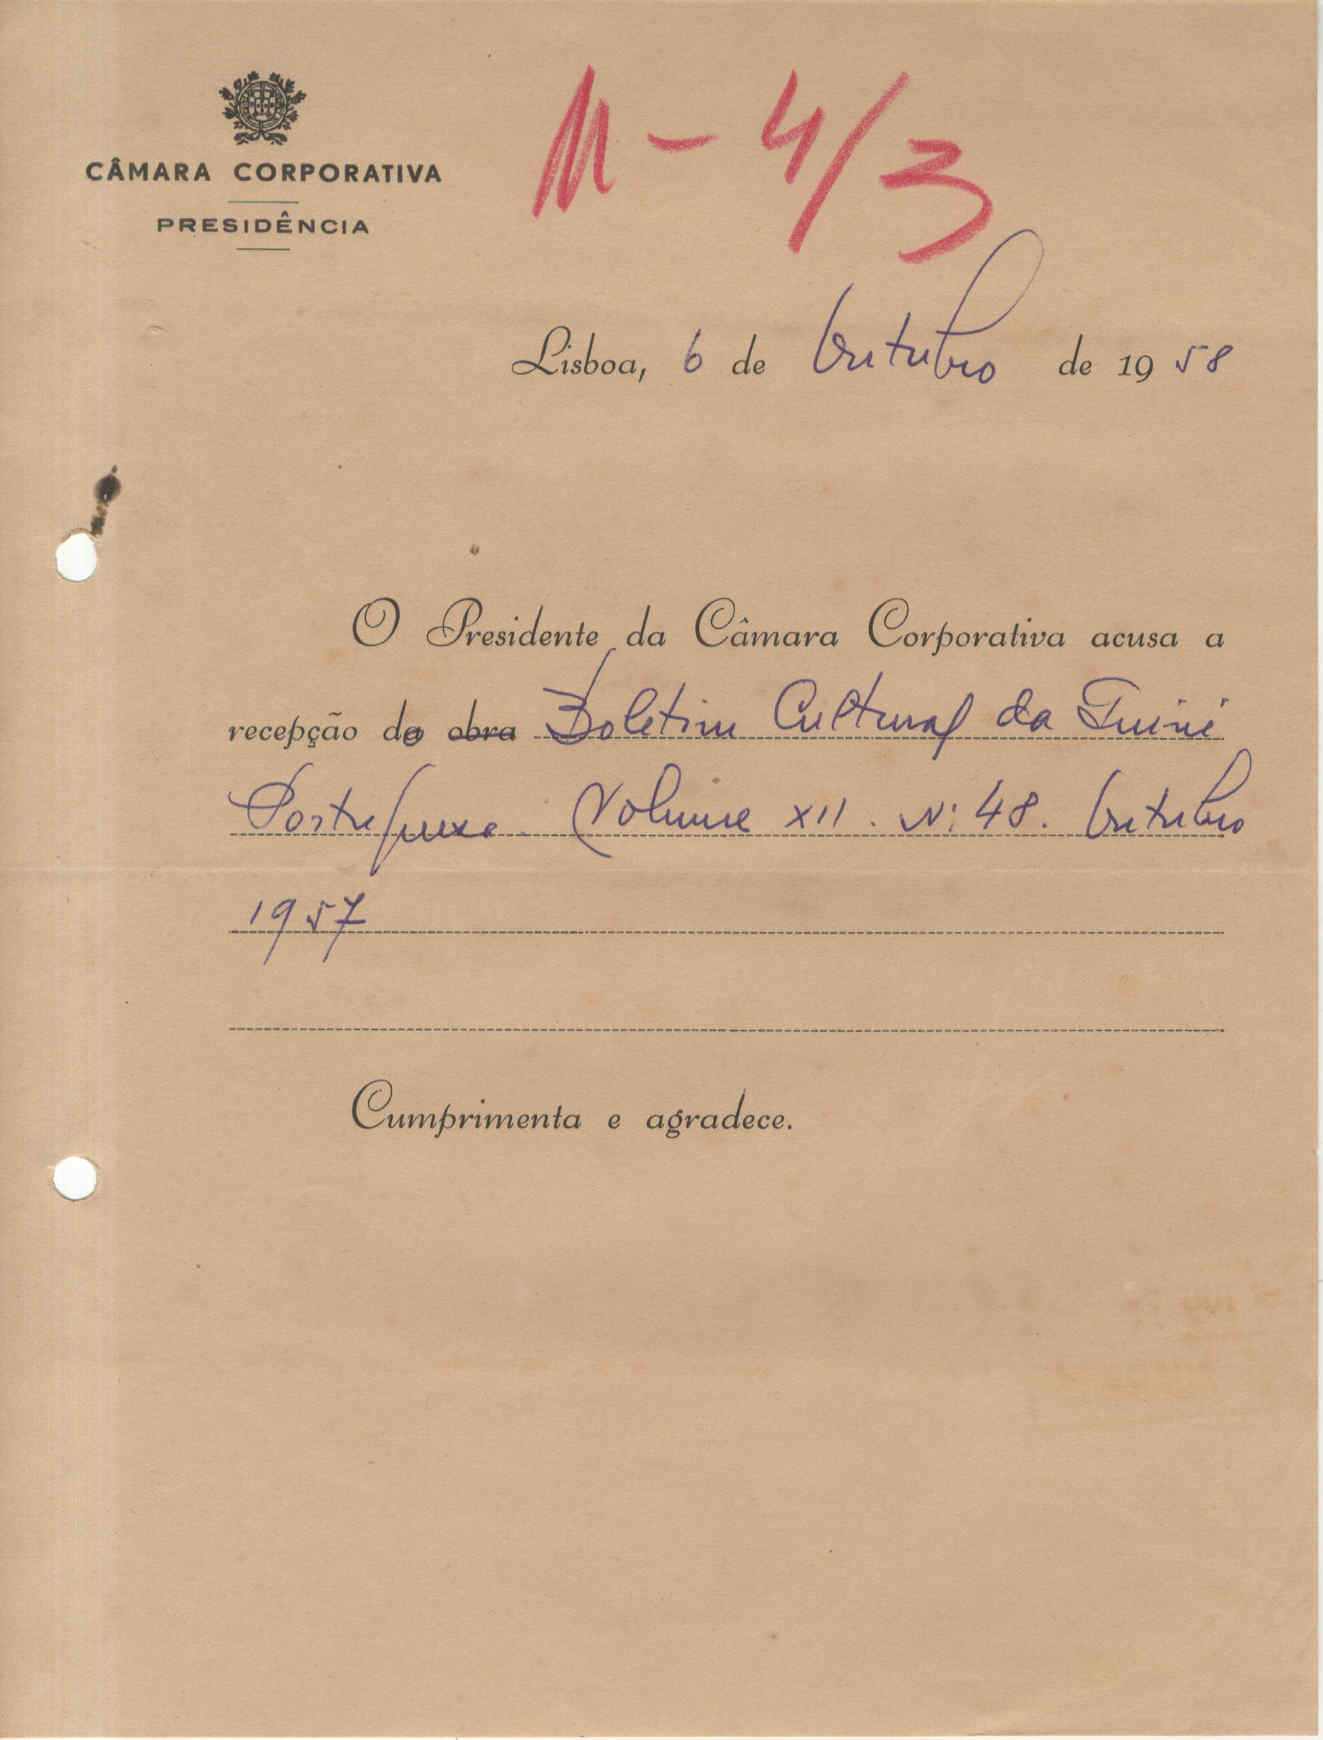 M-4/3
CÂMARA CORPORATIVA
PRESIDÊNCIA
Lisboa, 6 de Outubro de 1958
O Presidente da Câmara Corporativa acusa a
recepção do obra Boletim Cultural da Guiné
Portuguesa. Volume XII. Nº 48. Outubro
1957
Cumprimenta e agradece.